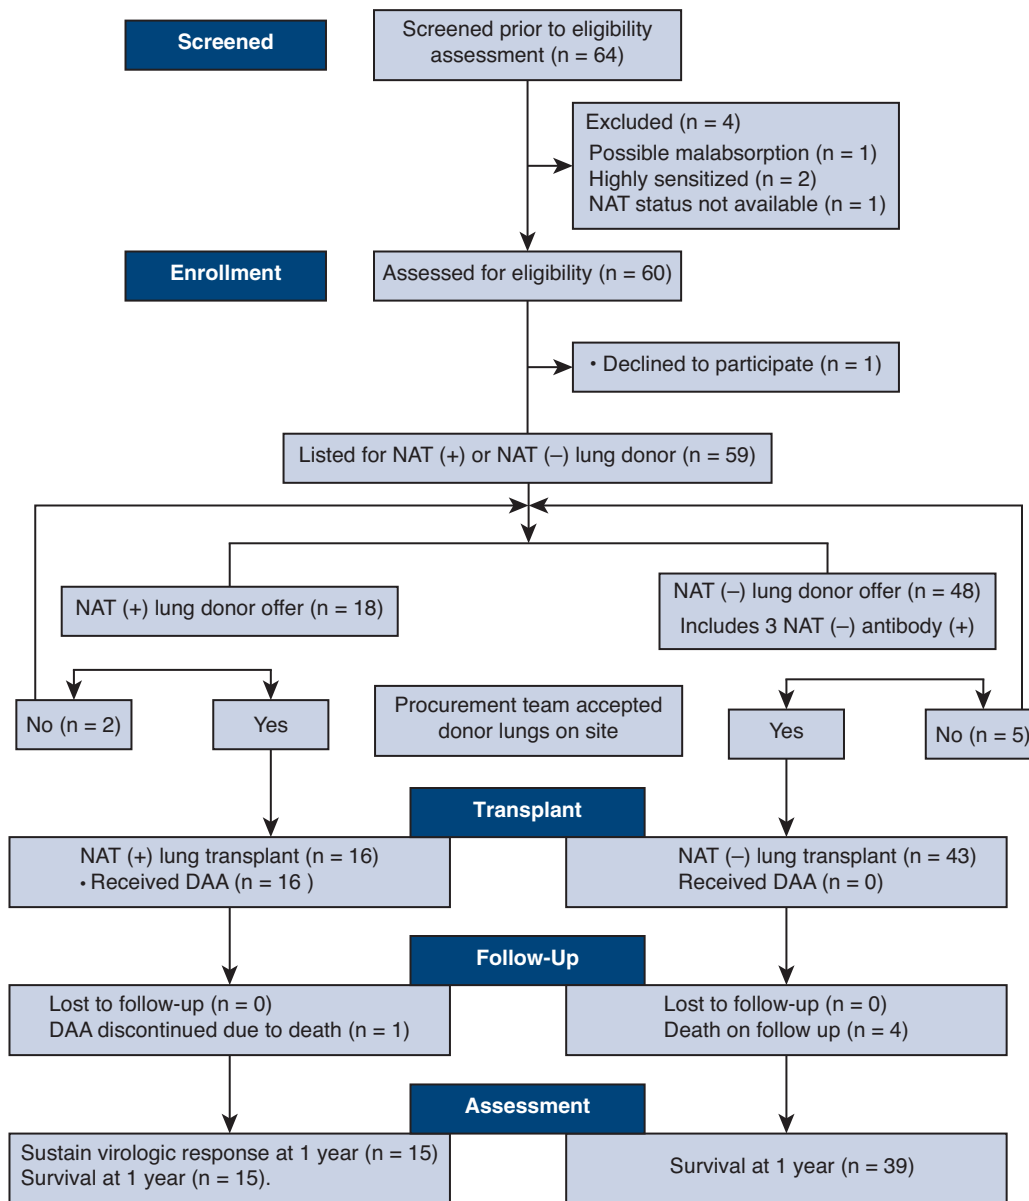 Screened
Screened prior to eligibility
assessment (n = 64)
Excluded (n = 4)
Possible malabsorption (n = 1)
Highly sensitized (n = 2)
NAT status not available (n = 1)
Enrollment
Assessed for eligibility (n = 60)
• Declined to participate (n = 1)
Listed for NAT (+) or NAT (–) lung donor (n = 59)
NAT (+) lung donor offer (n = 18)
NAT (–) lung donor offer (n = 48)
Includes 3 NAT (–) antibody (+)
No (n = 2)
Yes
Procurement team accepted
donor lungs on site
Yes
No (n = 5)
Transplant
NAT (+) lung transplant (n = 16)
• Received DAA (n = 16 )
NAT (–) lung transplant (n = 43)
Received DAA (n = 0)
Follow-Up
Lost to follow-up (n = 0)
DAA discontinued due to death (n = 1)
Lost to follow-up (n = 0)
Death on follow up (n = 4)
Assessment
Sustain virologic response at 1 year (n = 15)
Survival at 1 year (n = 15).
Survival at 1 year (n = 39)